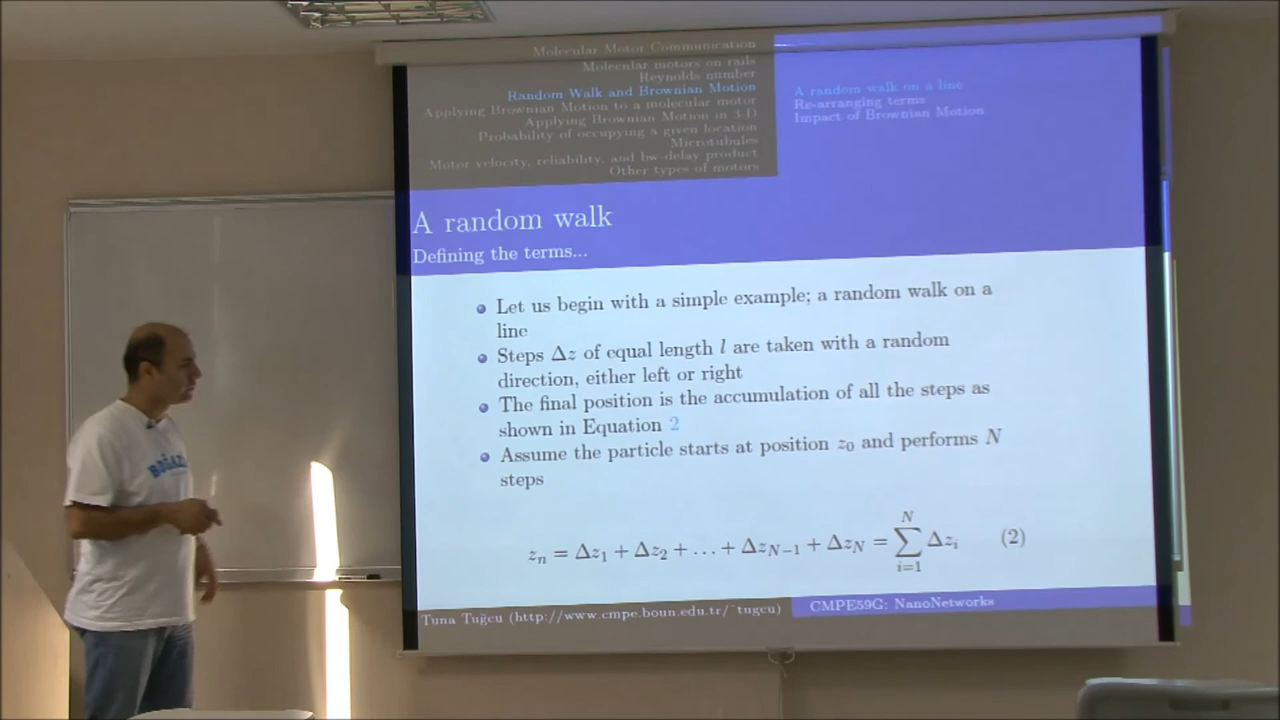 Molecular Motor Communication
Molecular motors on rails
Reynolds number
Random Walk and Brownian Motion
Applying Brownian Motion to a molecular motor
Applying Brownian Motion in 3-D
Probability of occupying a given location
Microtubules
Motor velocity, reliability, and bw-delay product
Other types of motors
A random walk on a line
Re-arranging terms
Impact of Brownian Motion
A random walk
Defining the terms...
Let us begin with a simple example; a random walk on a
line
Steps Δz of equal length l are taken with a random
direction, either left or right
The final position is the accumulation of all the steps as
shown in Equation 2
Assume the particle starts at position z₀ and performs N
steps
zₙ = Δz₁ + Δz₂ + … + Δz_{N−1} + Δz_N = ∑_{i=1}^{N} Δz_i (2)
Tuna Tuğcu (http://www.cmpe.boun.edu.tr/~tugcu)
CMPE59G: NanoNetworks